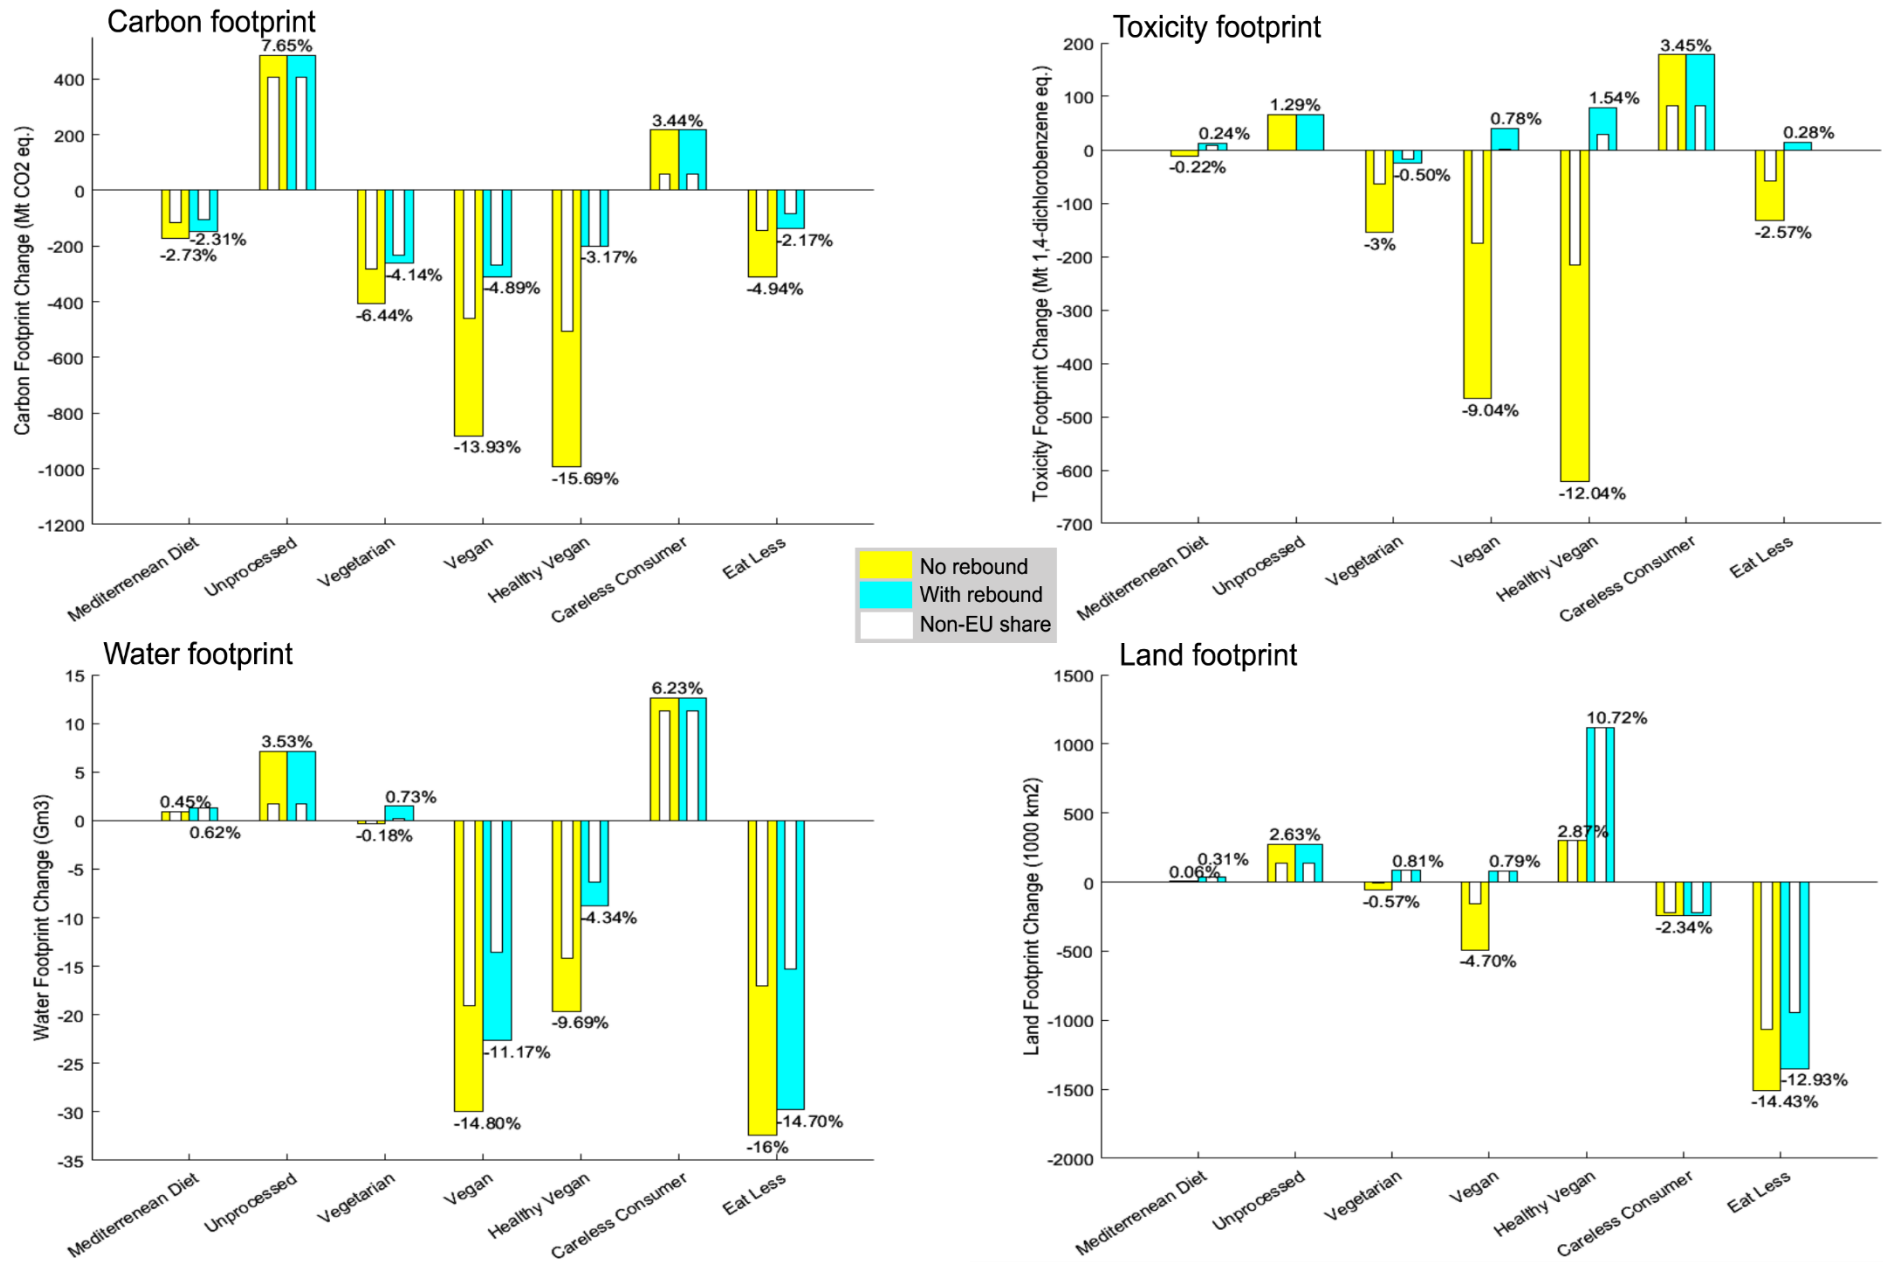 Carbon footprint
Carbon Footprint Change (Mt CO2 eq.)
400
200
0
-200
-400
-600
-800
-1000
-1200
7.65%
3.44%
-2.31%
-2.73%
-4.14%
-6.44%
-4.89%
-13.93%
-3.17%
-15.69%
-2.17%
-4.94%
Mediterrenean Diet
Unprocessed
Vegetarian
Vegan
Healthy Vegan
Careless Consumer
Eat Less
Toxicity footprint
Toxicity Footprint Change (Mt 1,4-dichlorobenzene eq.)
200
100
0
-100
-200
-300
-400
-500
-600
-700
0.24%
-0.22%
1.29%
-0.50%
-3%
0.78%
-9.04%
1.54%
-12.04%
3.45%
0.28%
-2.57%
Mediterrenean Diet
Unprocessed
Vegetarian
Vegan
Healthy Vegan
Careless Consumer
Eat Less
No rebound
With rebound
Non-EU share
Water footprint
Water Footprint Change (Gm3)
15
10
5
0
-5
-10
-15
-20
-25
-30
-35
0.45%
0.62%
3.53%
0.73%
-0.18%
-11.17%
-14.80%
-4.34%
-9.69%
6.23%
-14.70%
-16%
Mediterrenean Diet
Unprocessed
Vegetarian
Vegan
Healthy Vegan
Careless Consumer
Eat Less
Land footprint
Land Footprint Change (1000 km2)
1500
1000
500
0
-500
-1000
-1500
-2000
0.31%
0.06%
2.63%
0.81%
-0.57%
0.79%
-4.70%
10.72%
2.87%
-2.34%
-12.93%
-14.43%
Mediterrenean Diet
Unprocessed
Vegetarian
Vegan
Healthy Vegan
Careless Consumer
Eat Less